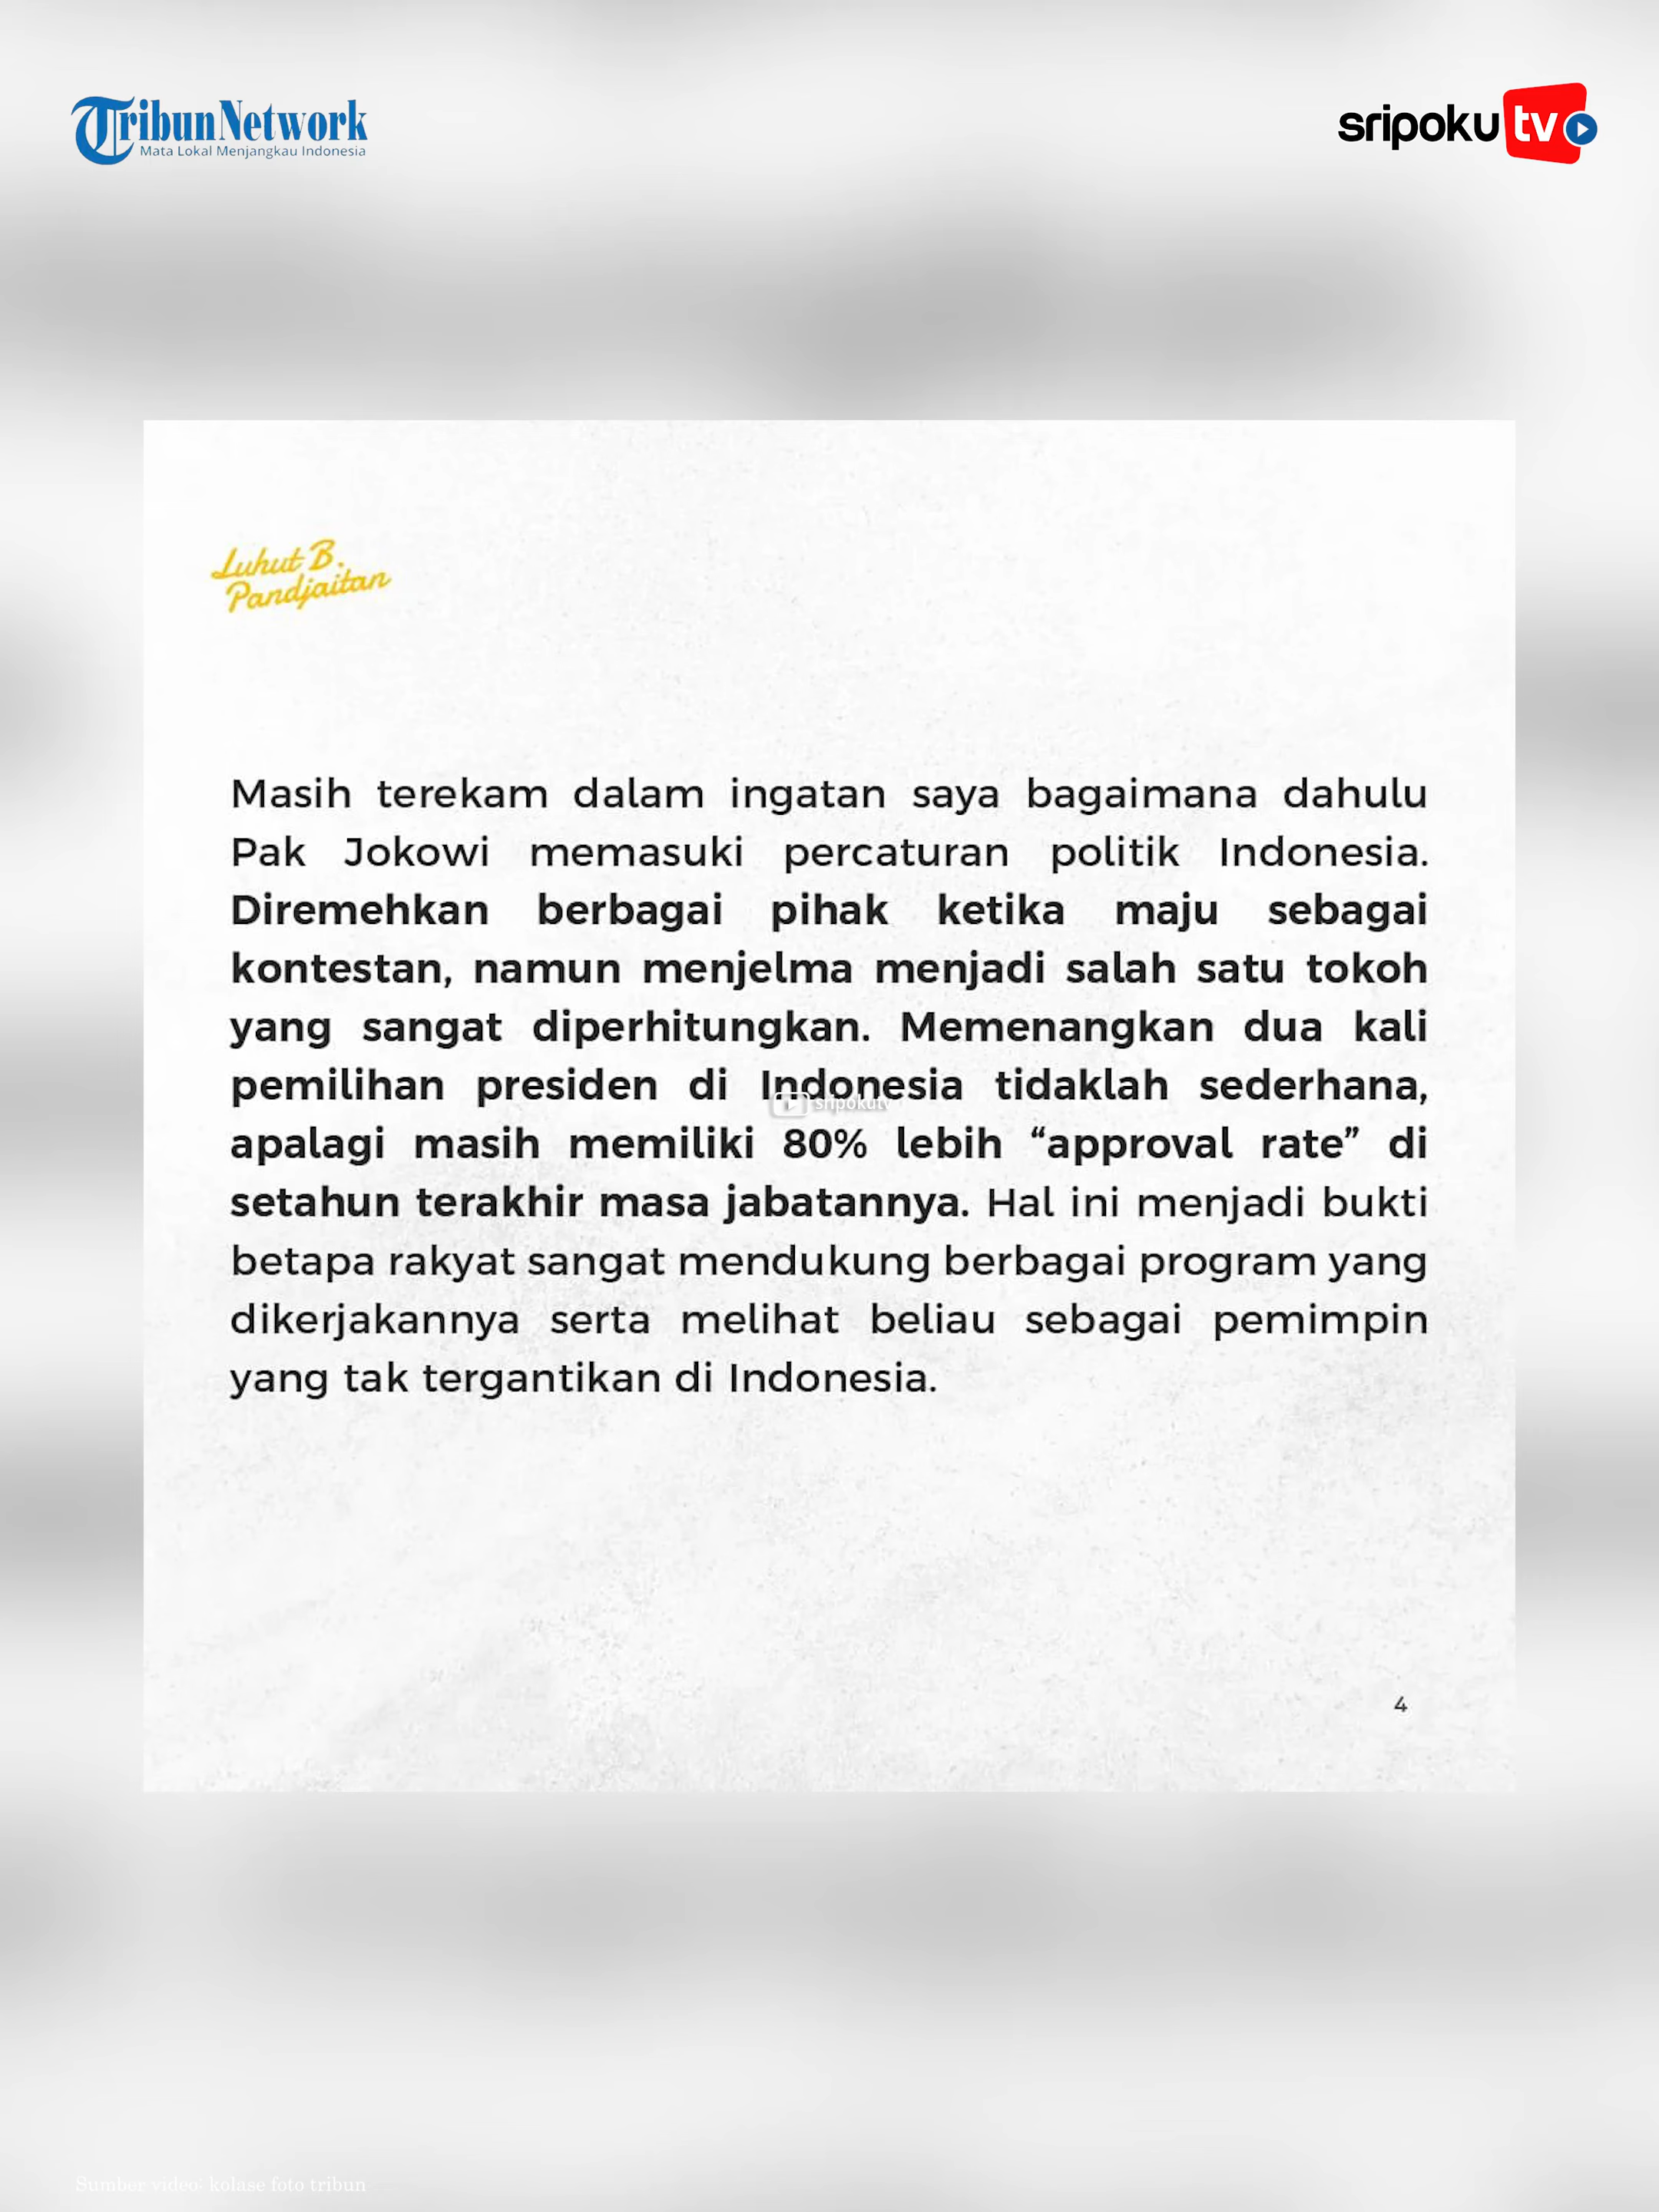 TribunNetwork
Mata Lokal Menjangkau Indonesia
sripoku tv
Luhut B.
Pandjaitan
Masih terekam dalam ingatan saya bagaimana dahulu
Pak Jokowi memasuki percaturan politik Indonesia.
Diremehkan berbagai pihak ketika maju sebagai
kontestan, namun menjelma menjadi salah satu tokoh
yang sangat diperhitungkan. Memenangkan dua kali
pemilihan presiden di Indonesia tidaklah sederhana,
sripokutv
apalagi masih memiliki 80% lebih “approval rate” di
setahun terakhir masa jabatannya. Hal ini menjadi bukti
betapa rakyat sangat mendukung berbagai program yang
dikerjakannya serta melihat beliau sebagai pemimpin
yang tak tergantikan di Indonesia.
4
Sumber video: kolase foto tribun